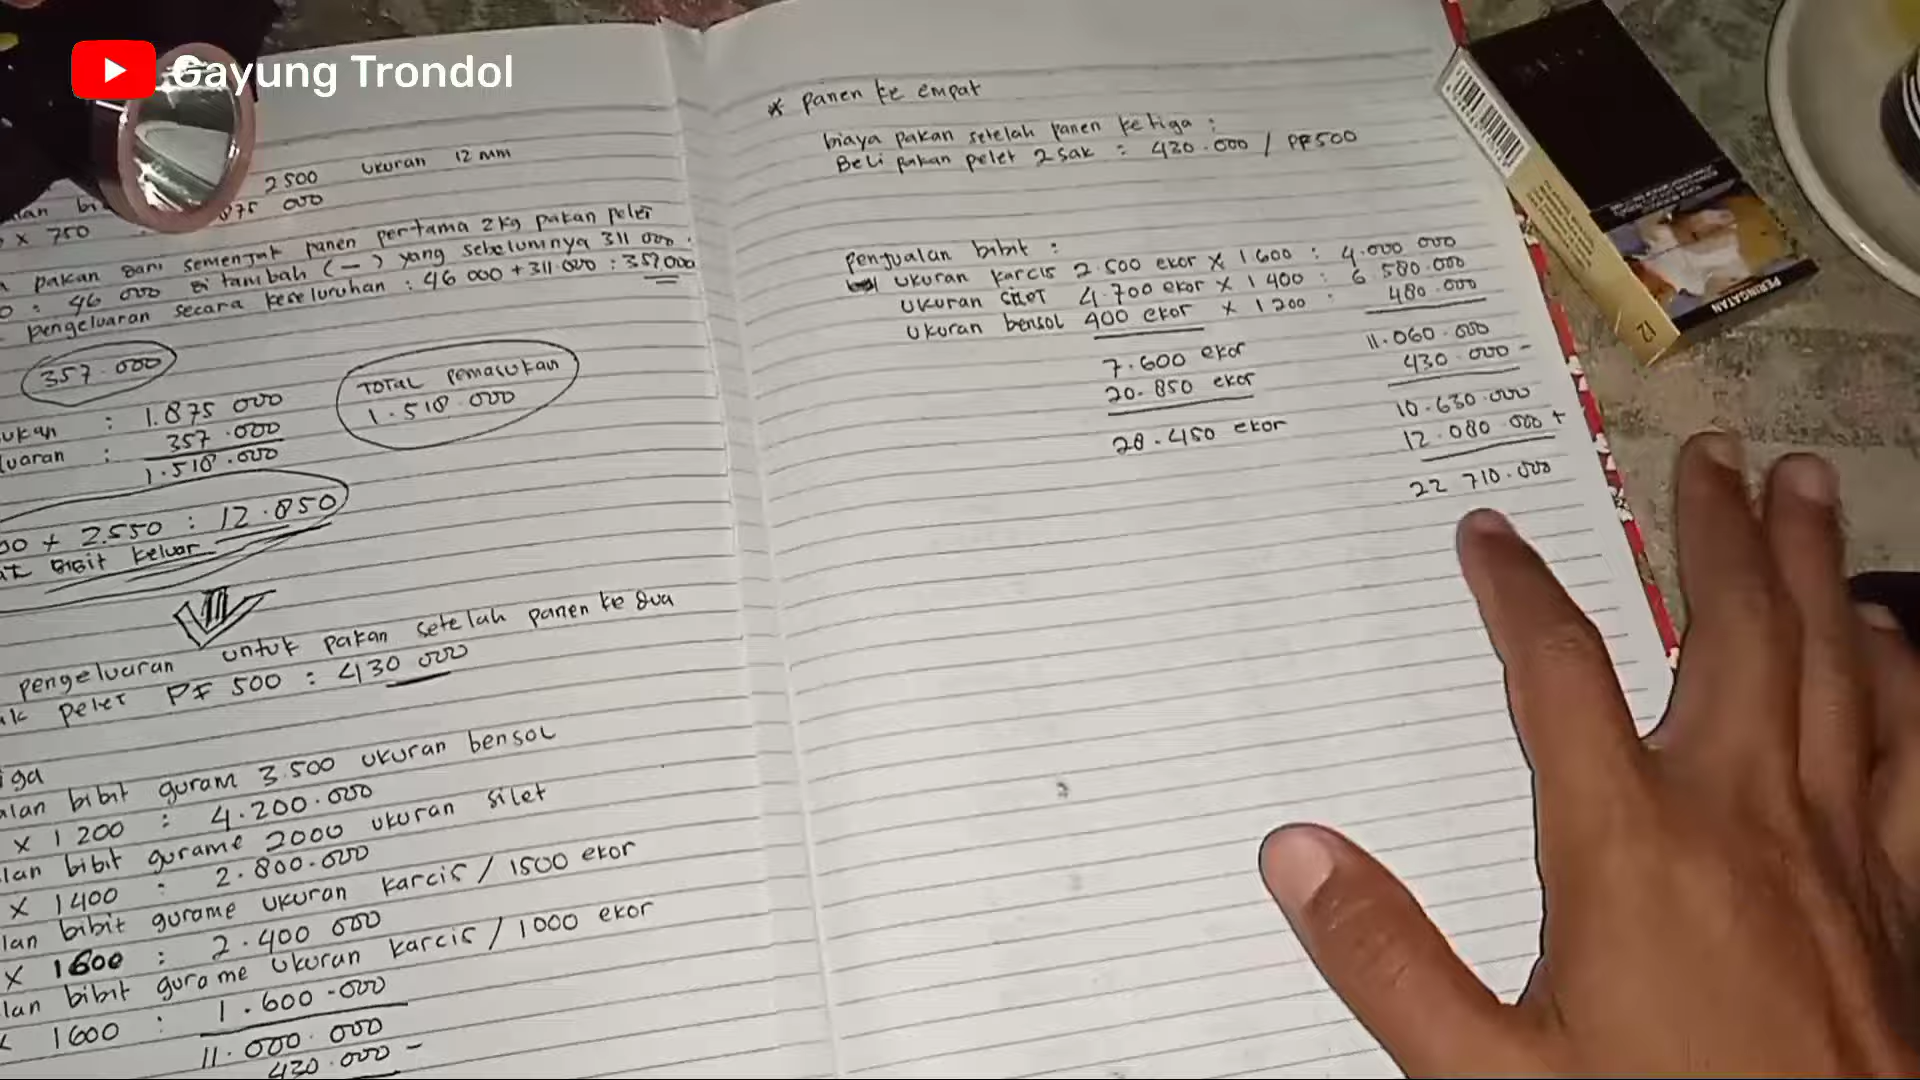 Gayung Trondol
2500 ukuran 12 mm
x 750 : 875 000
pakan dari semenjak panen pertama 2 kg pakan pelet
: 46 000 di tambah (—) yang sebelumnya 311 000.
pengeluaran secara keseluruhan : 46 000 + 311.000 : 357.000
357.000
: 1.875 000
: 357.000
1.518.000
TOTAL pemasukan
1.518.000
+ 2.550 : 12.850
BiBit keluar
III
pengeluaran untuk pakan setelah panen ke dua
pelet PF 500 : 430 000
bibit guram 3.500 ukuran bensol
x 1 200 : 4.200.000
bibit gurame 2000 ukuran silet
x 1400 : 2.800.000
bibit gurame ukuran karcis / 1500 ekor
x 1600 : 2.400 000
bibit gurame ukuran karcis / 1000 ekor
1600 : 1.600.000
11.000.000
430.000 -
* panen ke empat
biaya pakan setelah panen ketiga :
Beli pakan pelet 2 sak : 430.000 / PF500
penjualan bibit :
ukuran karcis 2.500 ekor x 1600 : 4.000 000
ukuran silet 4.700 ekor x 1 400 : 6 580.000
ukuran bensol 400 ekor x 1 200 : 480.000
7.600 ekor
20.850 ekor
28.450 ekor
11.060.000
430.000 -
10.630.000
12.080.000 +
22 710.000
PERINGATAN
12